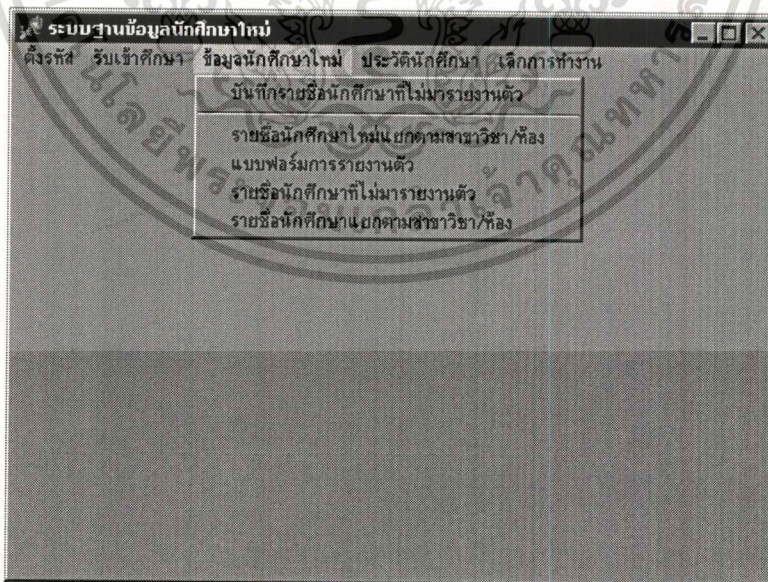 ระบบฐานข้อมูลนักศึกษาใหม่
ตั้งรหัส รับเข้าศึกษา ข้อมูลนักศึกษาใหม่ ประวัตินักศึกษา เลิกการทำงาน
บันทึกรายชื่อนักศึกษาที่ไม่มารายงานตัว
รายชื่อนักศึกษาใหม่แยกตามสาขาวิชา/ห้อง
แบบฟอร์มการรายงานตัว
รายชื่อนักศึกษาที่ไม่มารายงานตัว
รายชื่อนักศึกษาแยกตามสาขาวิชา/ห้อง